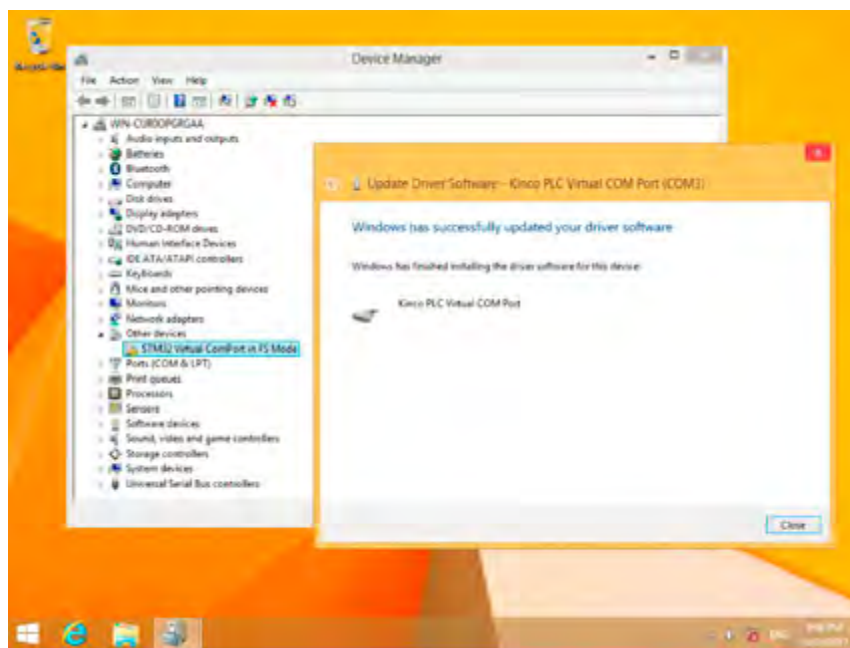 Device Manager
File Action View Help
Audio inputs and outputs
Batteries
Bluetooth
Computer
Disk drives
Display adapters
DVD/CD-ROM drives
Human Interface Devices
IDE ATA/ATAPI controllers
Keyboards
Mice and other pointing devices
Monitors
Network adapters
Other devices
STM32 Virtual ComPort in FS Mode
Ports (COM & LPT)
Print queues
Processors
Sensors
Software devices
Sound, video and game controllers
Storage controllers
System devices
Universal Serial Bus controllers
Update Driver Software - Kinco PLC Virtual COM Port (COM3)
Windows has successfully updated your driver software
Windows has finished installing the driver software for this device:
Kinco PLC Virtual COM Port
Close